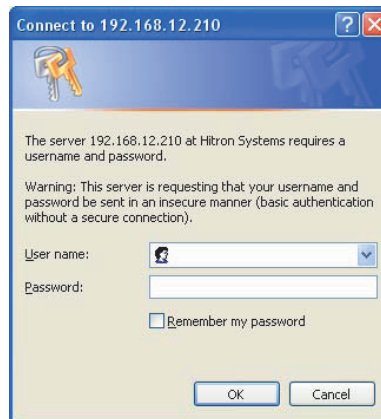 Connect to 192.168.12.210
The server 192.168.12.210 at Hitron Systems requires a
username and password.
Warning: This server is requesting that your username and
password be sent in an insecure manner (basic authentication
without a secure connection).
User name:
Password:
Remember my password
OK Cancel